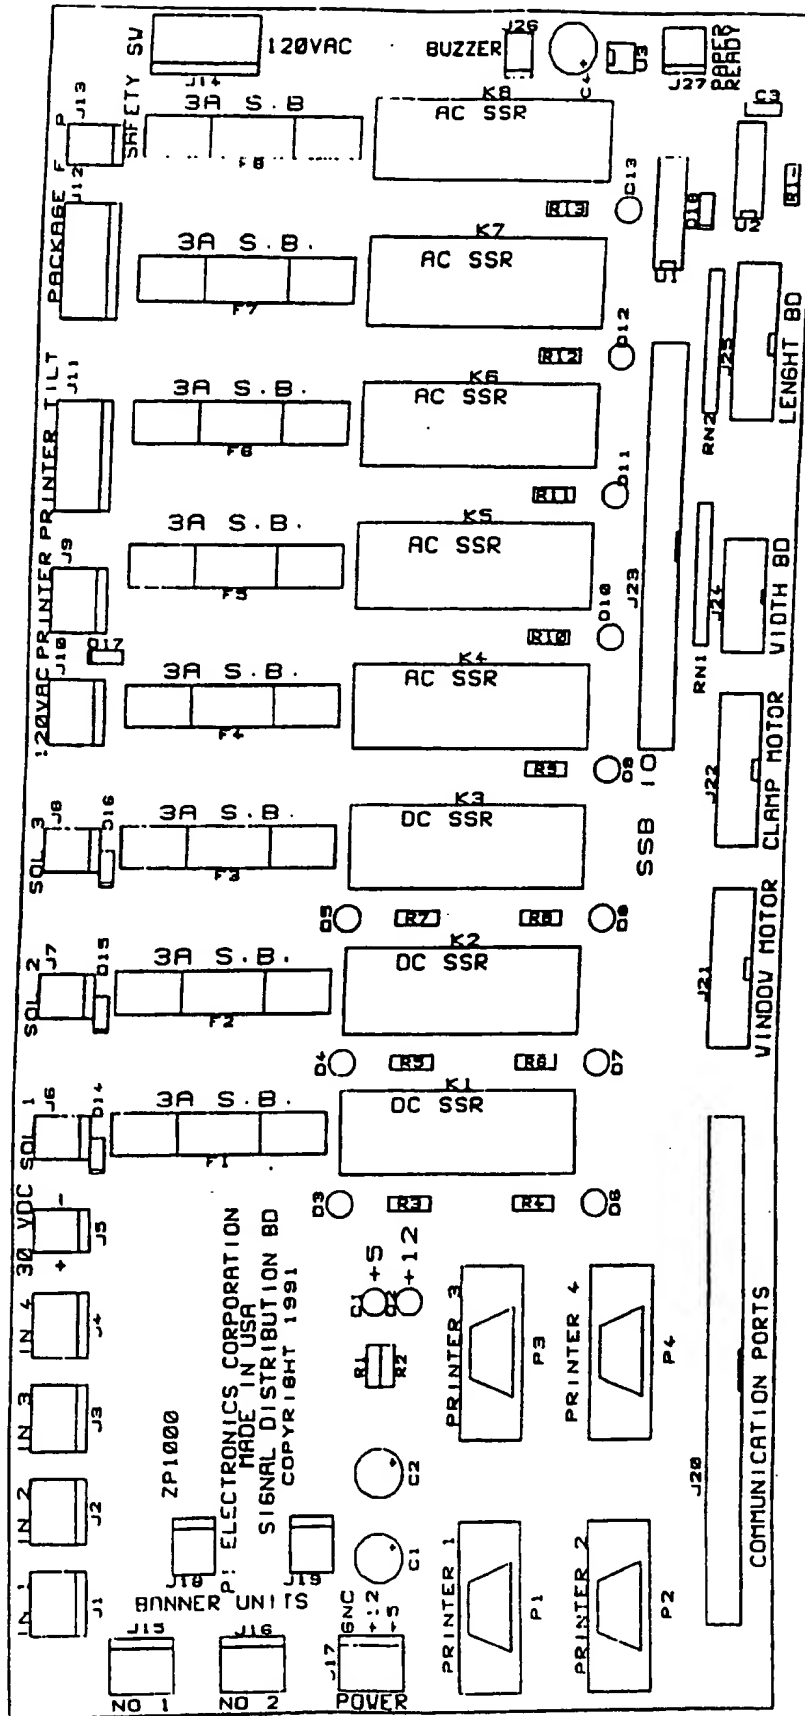 SAFETY SW
J14
120VAC
BUZZER
J26
C4
+
U3
J27
PAPER
READY
J13
P
F
J12
PACKAGE
3A S.B
K8
AC SSR
R13
C13
C3
D18
U1
3A S.B.
F7
K7
AC SSR
R12
D12
J11
PRINTER TILT
3A S.B.
F6
K6
AC SSR
R11
D11
RN2
J25
LENGHT BD
J9
PRINTER
3A S.B.
F5
K5
AC SSR
R10
D10
J23
RN1
J24
WIDTH BD
J10
120VAC
D17
3A S.B.
F4
K4
AC SSR
R9
D9
SSB IO
J22
CLAMP MOTOR
SOL 3
J8
D16
3A S.B.
K3
DC SSR
D5
R7
R8
SOL 2
J7
D15
3A S.B.
F2
K2
DC SSR
D4
R5
R6
D7
J21
WINDOW MOTOR
SOL 1
J6
D14
3A S.B.
F1
K1
DC SSR
D3
R3
R4
D6
30 VDC
+
-
J5
IN 4
J4
IN 3
J3
IN 2
J2
IN 1
J1
ZP1000
PI ELECTRONICS CORPORATION
MADE IN USA
SIGNAL DISTRIBUTION BD
COPYRIGHT 1991
+5
+12
R1
R2
C2
C1
PRINTER 3
P3
PRINTER 4
P4
J18
J19
BUNNER UNITS
J15
NO 1
J16
NO 2
J17
+12
+5
POWER
PRINTER 1
P1
PRINTER 2
P2
J20
COMMUNICATION PORTS